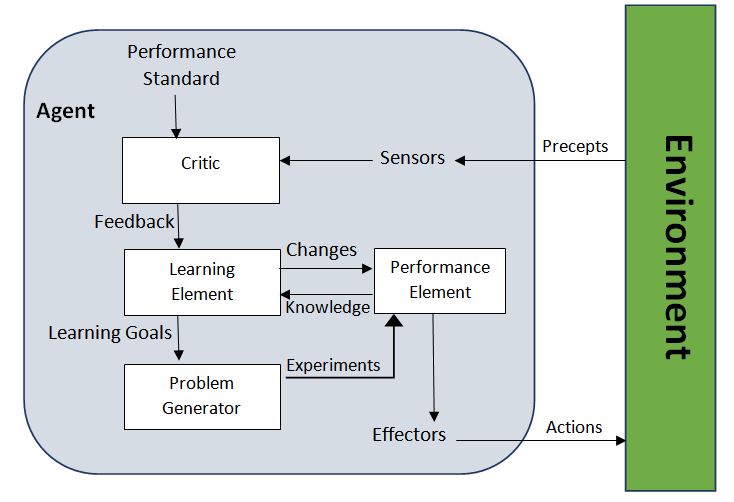 Performance
Standard
Agent
Critic
Sensors
Precepts
Feedback
Learning
Element
Changes
Knowledge
Performance
Element
Learning Goals
Problem
Generator
Experiments
Effectors
Actions
Environment